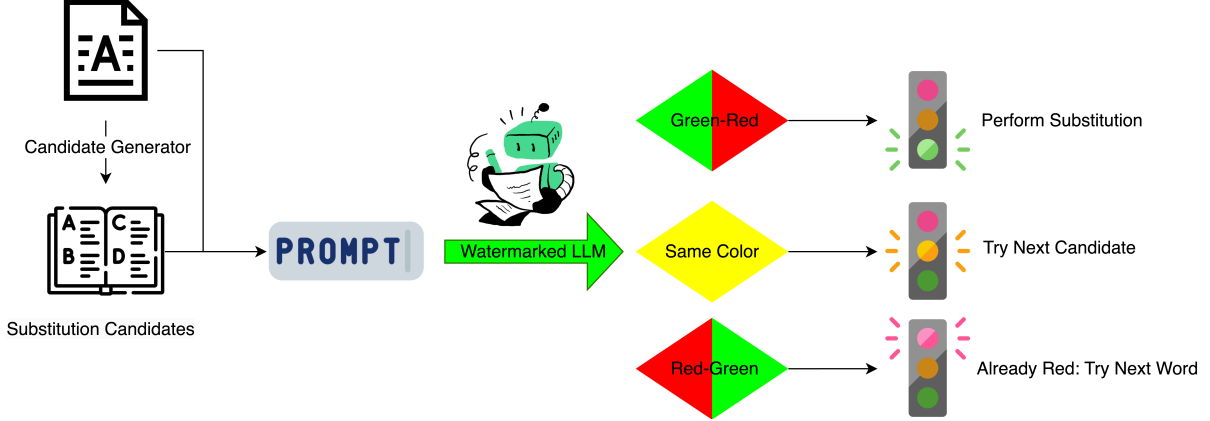 A
Candidate Generator
A C
B D
Substitution Candidates
PROMPT
Watermarked LLM
Green-Red
Perform Substitution
Same Color
Try Next Candidate
Red-Green
Already Red: Try Next Word